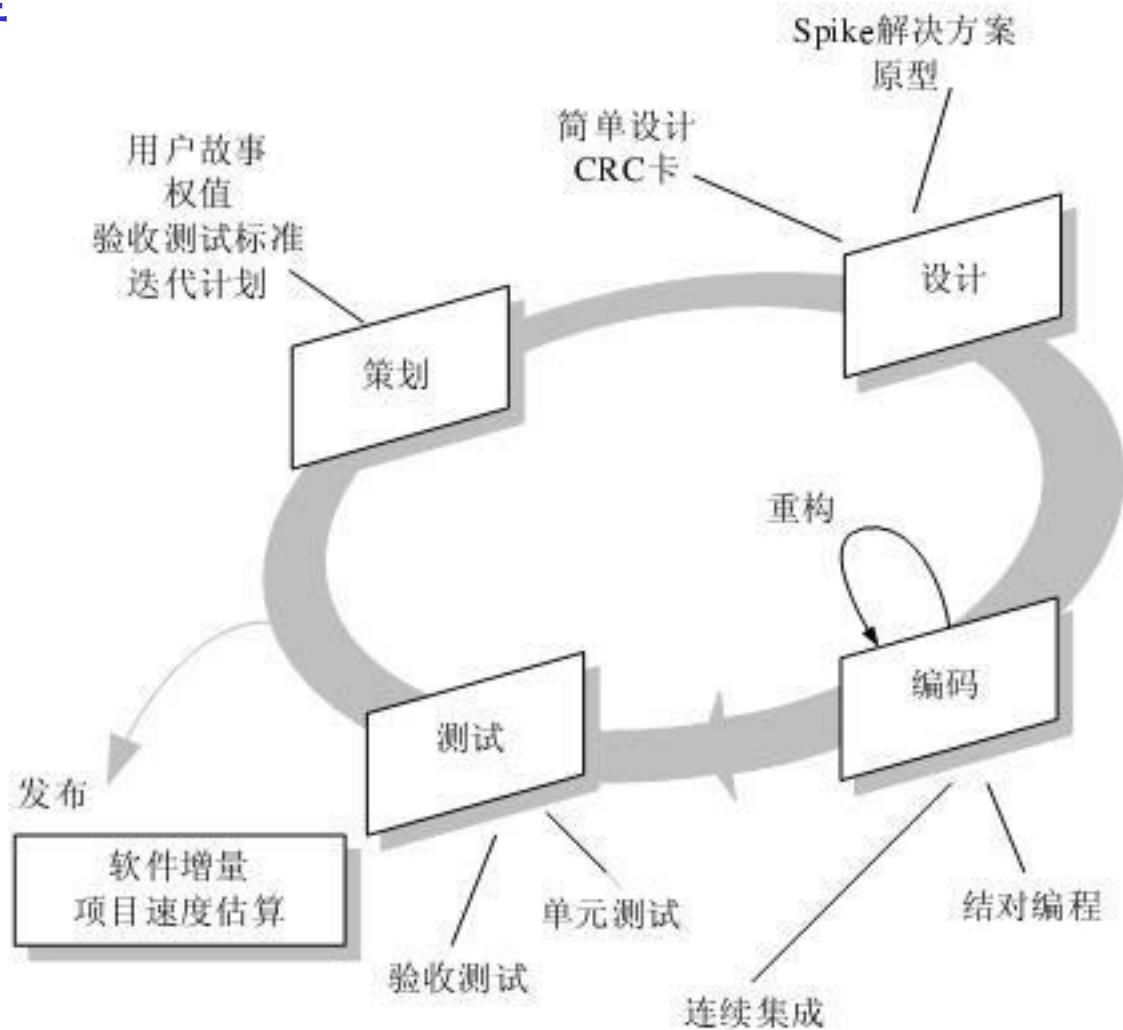 Spike解决方案
原型
简单设计
CRC卡
用户故事
权值
验收测试标准
迭代计划
设计
策划
重构
编码
测试
发布
软件增量
项目速度估算
单元测试
结对编程
验收测试
连续集成